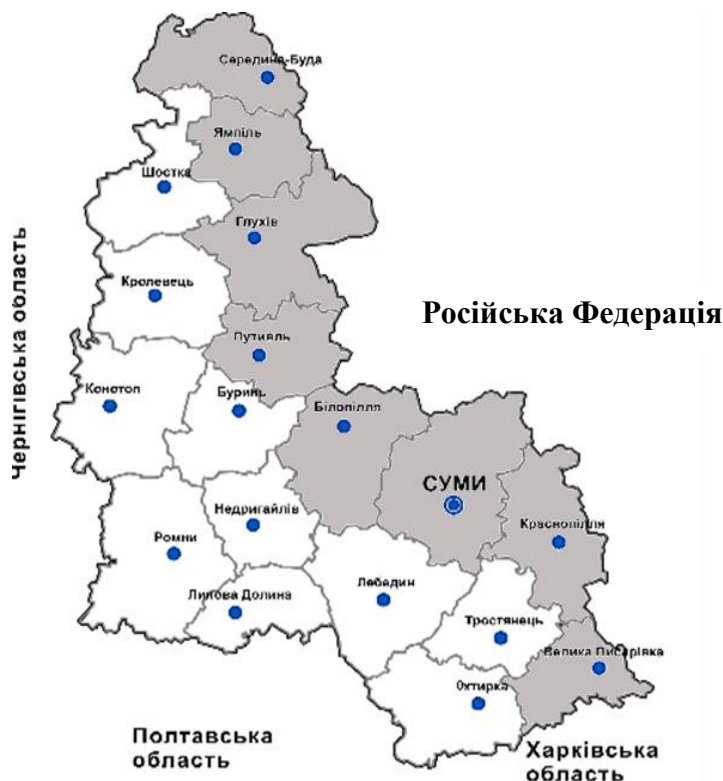 Середина-Буда
Ямпіль
Шостка
Глухів
Чернігівська область
Кролевець
Російська Федерація
Путивль
Конотоп
Буринь
Білопілля
СУМИ
Недригайлів
Краснопілля
Ромни
Липова Долина
Лебедин
Тростянець
Велика Писарівка
Охтирка
Полтавська
область
Харківська
область